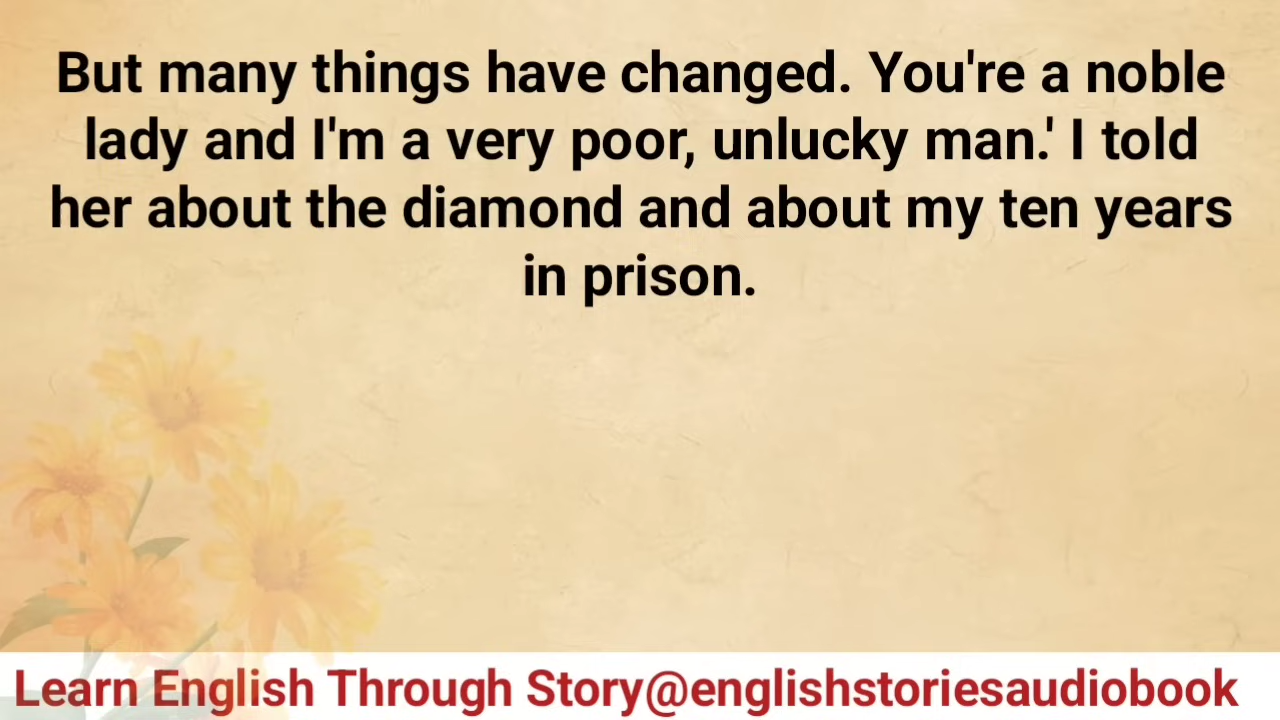 But many things have changed. You're a noble
lady and I'm a very poor, unlucky man.' I told
her about the diamond and about my ten years
in prison.
Learn English Through Story@englishstoriesaudiobook